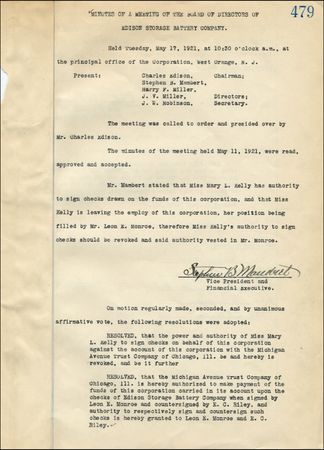 479
"MINUTES OF A MEETING OF THE BOARD OF DIRECTORS OF
EDISON STORAGE BATTERY COMPANY.
Held Tuesday, May 17, 1921, at 10:30 o'clock a.m., at
the principal office of the Corporation, West Orange, N. J.
Present: Charles Edison, Chairman;
Stephen B. Mambert,
Harry F. Miller,
J. V. Miller, Directors;
J. W. Robinson, Secretary.
The meeting was called to order and presided over by
Mr. Charles Edison.
The minutes of the meeting held May 11, 1921, were read,
approved and accepted.
Mr. Mambert stated that Miss Mary L. Kelly has authority
to sign checks drawn on the funds of this corporation, and that Miss
Kelly is leaving the employ of this corporation, her position being
filled by Mr. Leon E. Monroe, therefore Miss Kelly's authority to sign
checks should be revoked and said authority vested in Mr. Monroe.
Stephen B. Mambert
Vice President and
Financial Executive.
On motion regularly made, seconded, and by unanimous
affirmative vote, the following resolutions were adopted;
RESOLVED, that the power and authority of Miss Mary
L. Kelly to sign checks on behalf of this corporation
against the account of this corporation with the Michigan
Avenue Trust Company of Chicago, Ill. be and hereby is
revoked, and be it further
RESOLVED, that the Michigan Avenue Trust Company of
Chicago, Ill. is hereby authorized to make payment of the
funds of this corporation carried in its account upon the
checks of Edison Storage Battery Company when signed by
Leon E. Monroe and countersigned by E. C. Riley, and
authority to respectively sign and countersign such
checks is hereby granted to Leon E. Monroe and E. C.
Riley.